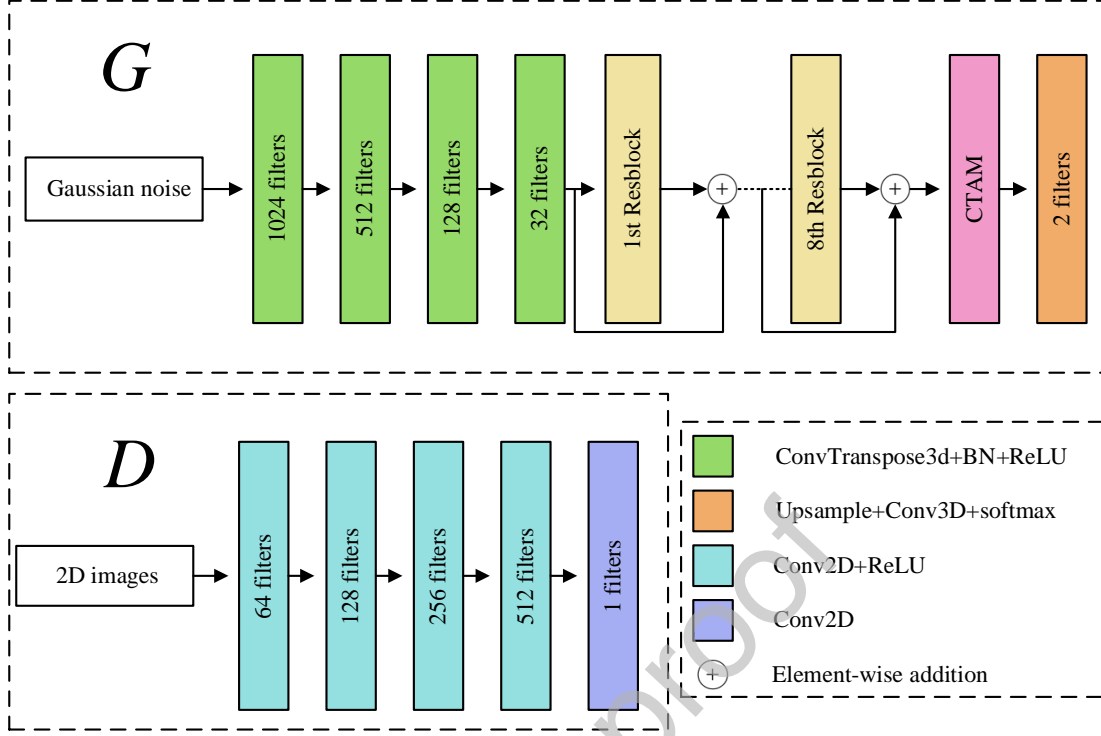 G
Gaussian noise
1024 filters
512 filters
128 filters
32 filters
1st Resblock
+
8th Resblock
+
CTAM
2 filters
D
2D images
64 filters
128 filters
256 filters
512 filters
1 filters
ConvTranspose3d+BN+ReLU
Upsample+Conv3D+softmax
Conv2D+ReLU
Conv2D
+ Element-wise addition
proof